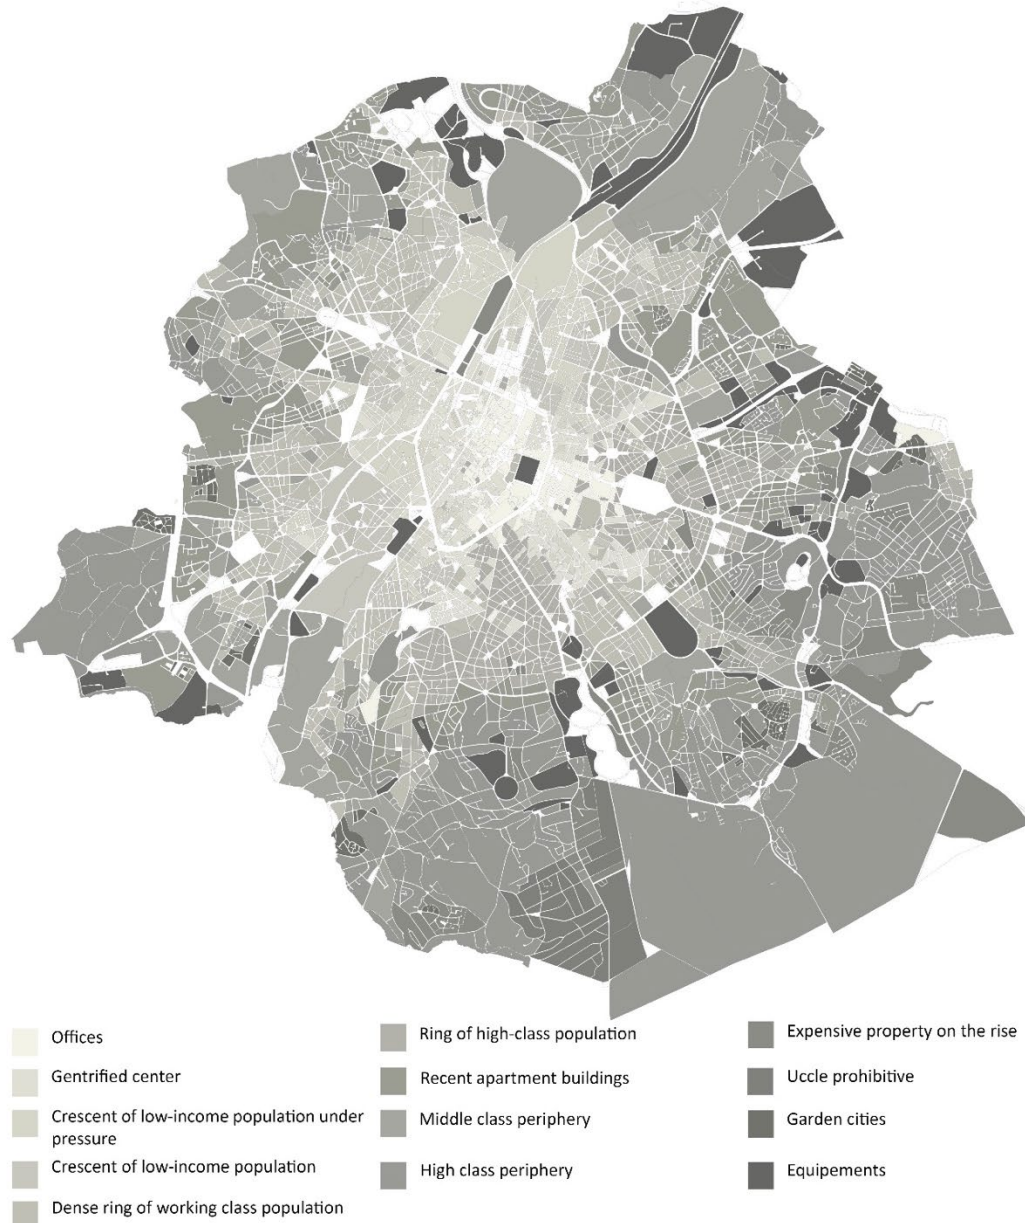 Offices
Gentrified center
Crescent of low-income population under
pressure
Crescent of low-income population
Dense ring of working class population
Ring of high-class population
Recent apartment buildings
Middle class periphery
High class periphery
Expensive property on the rise
Uccle prohibitive
Garden cities
Equipements